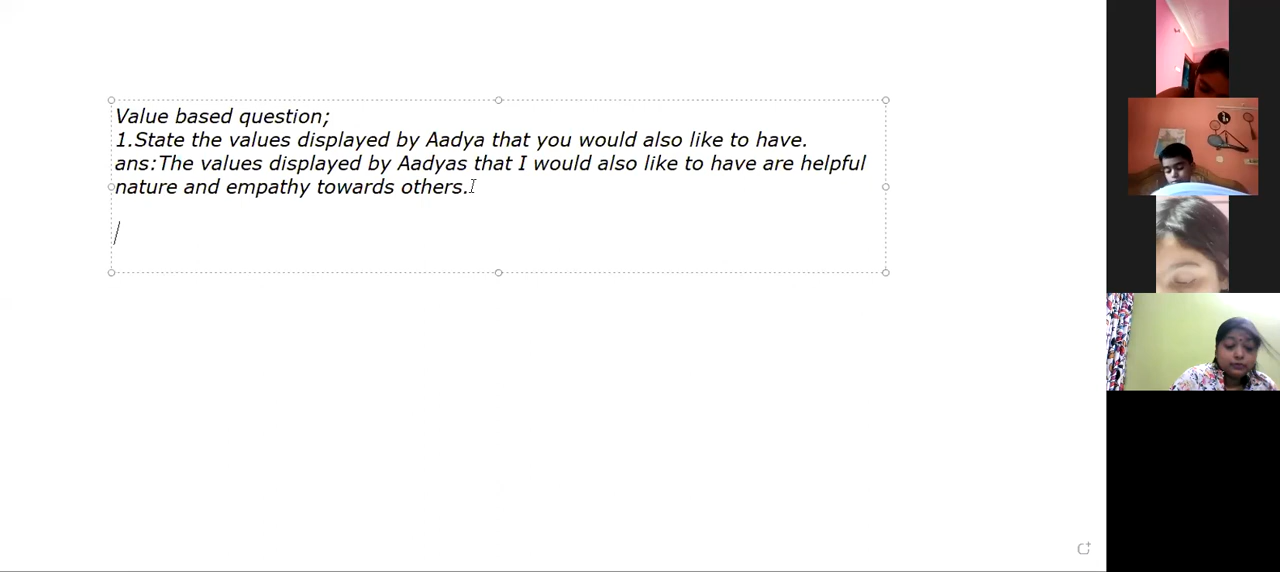 Value based question;
1.State the values displayed by Aadya that you would also like to have.
ans:The values displayed by Aadyas that I would also like to have are helpful
nature and empathy towards others.